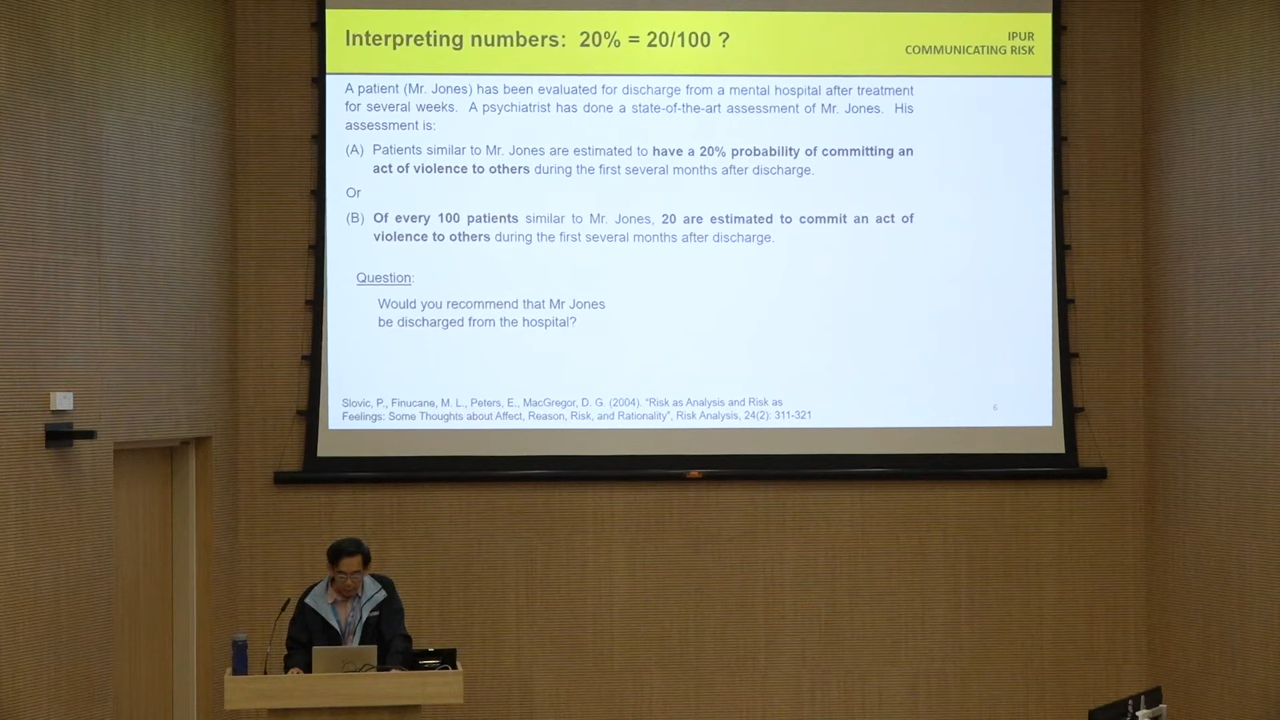 Interpreting numbers: 20% = 20/100 ?
IPUR
COMMUNICATING RISK
A patient (Mr. Jones) has been evaluated for discharge from a mental hospital after treatment
for several weeks. A psychiatrist has done a state-of-the-art assessment of Mr. Jones. His
assessment is:
(A) Patients similar to Mr. Jones are estimated to have a 20% probability of committing an
act of violence to others during the first several months after discharge.
Or
(B) Of every 100 patients similar to Mr. Jones, 20 are estimated to commit an act of
violence to others during the first several months after discharge.
Question:
Would you recommend that Mr Jones
be discharged from the hospital?
Slovic, P., Finucane, M. L., Peters, E., MacGregor, D. G. (2004). "Risk as Analysis and Risk as
Feelings: Some Thoughts about Affect, Reason, Risk, and Rationality", Risk Analysis, 24(2): 311-321
6